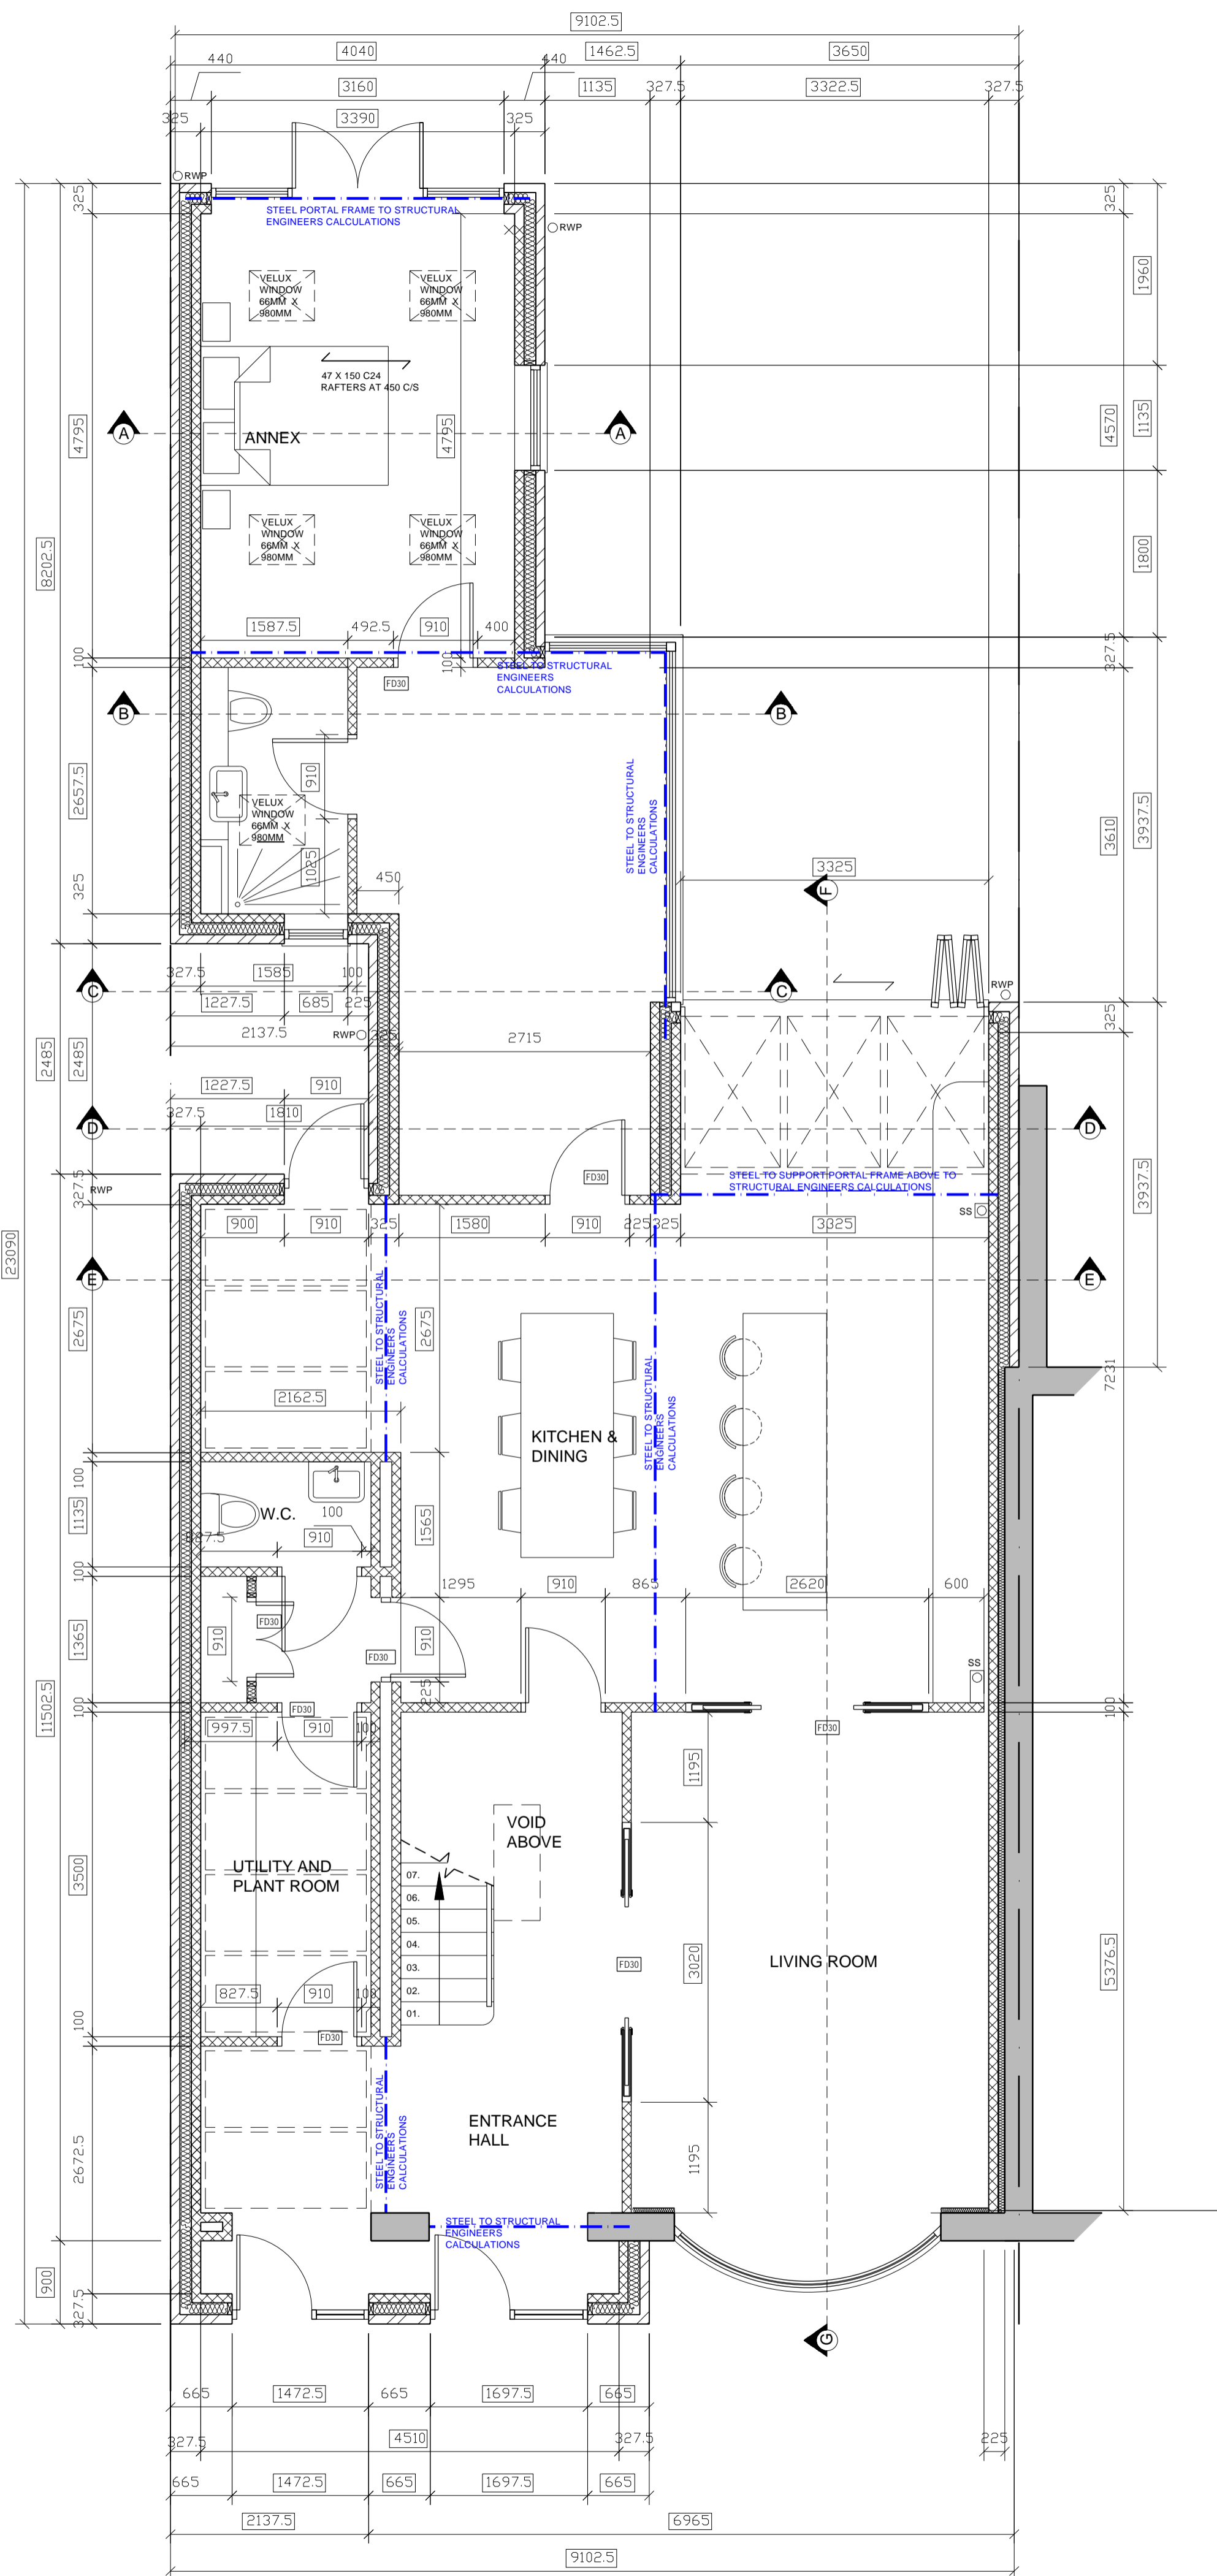 9102.5
4040
1462.5
3650
440
440
3160
1135
327.5
3322.5
327.5
325
3390
325
RWP
STEEL PORTAL FRAME TO STRUCTURAL
ENGINEERS CALCULATIONS
RWP
325
325
1960
VELUX
WINDOW
66MM X
980MM
VELUX
WINDOW
66MM X
980MM
47 X 150 C24
RAFTERS AT 450 C/S
A
A
ANNEX
4795
4795
4570
1135
8202.5
VELUX
WINDOW
66MM X
980MM
VELUX
WINDOW
66MM X
980MM
1800
1587.5
492.5
910
400
100
100
327.5
STEEL TO STRUCTURAL
ENGINEERS
CALCULATIONS
FD30
B
B
2657.5
910
VELUX
WINDOW
66MM X
980MM
STEEL TO STRUCTURAL
ENGINEERS
CALCULATIONS
3610
3937.5
1025
450
3325
F
325
327.5
1585
100
C
C
1227.5
685
225
RWP
325
2137.5
RWP
2715
2485
2485
1227.5
910
327.5
1810
D
D
3937.5
327.5
RWP
FD30
STEEL TO SUPPORT PORTAL FRAME ABOVE TO
STRUCTURAL ENGINEERS CALCULATIONS
SS
900
910
325
1580
910
225
325
3325
23090
E
E
2675
STEEL TO STRUCTURAL
ENGINEERS
CALCULATIONS
2675
2162.5
STEEL TO STRUCTURAL
ENGINEERS
CALCULATIONS
7231
KITCHEN &
DINING
100
1135
W.C.
100
910
1565
100
1295
910
865
2620
600
1365
910
FD30
FD30
910
225
SS
100
FD30
997.5
910
100
FD30
100
11502.5
1195
VOID
ABOVE
UTILITY AND
PLANT ROOM
3500
07.
06.
05.
04.
03.
02.
01.
FD30
3020
LIVING ROOM
5376.5
827.5
910
100
100
FD30
STEEL TO STRUCTURAL
ENGINEERS
CALCULATIONS
ENTRANCE
HALL
2672.5
1195
STEEL TO STRUCTURAL
ENGINEERS
CALCULATIONS
900
327.5
G
665
1472.5
665
1697.5
665
327.5
4510
327.5
225
665
1472.5
665
1697.5
665
2137.5
6965
9102.5